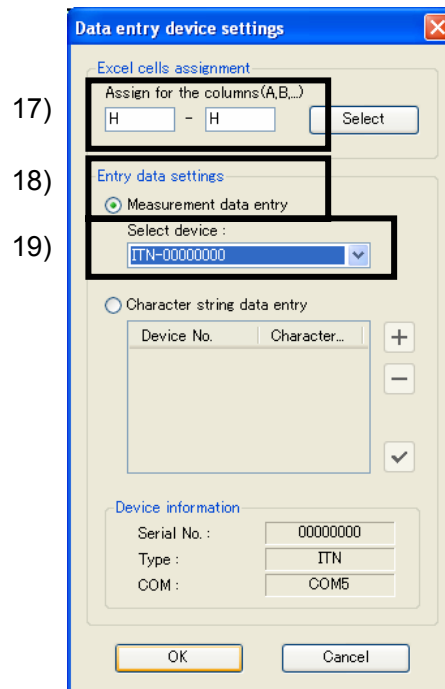 Data entry device settings
Excel cells assignment
17) Assign for the columns(A,B,...)
H - H Select
18) Entry data settings
Measurement data entry
19) Select device :
ITN-00000000
Character string data entry
Device No. Character...
Device information
Serial No. : 00000000
Type : ITN
COM : COM5
OK Cancel